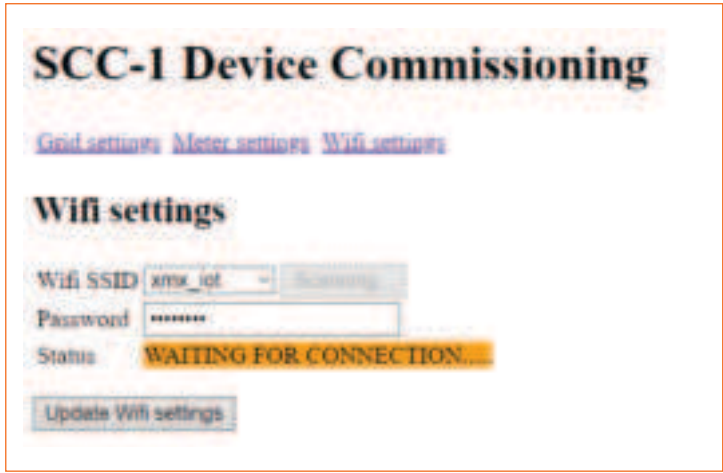 SCC-1 Device Commissioning
Grid settings Meter settings Wifi settings
Wifi settings
Wifi SSID xmx_iot Scanning...
Password ••••••••
Status WAITING FOR CONNECTION.....
Update Wifi settings